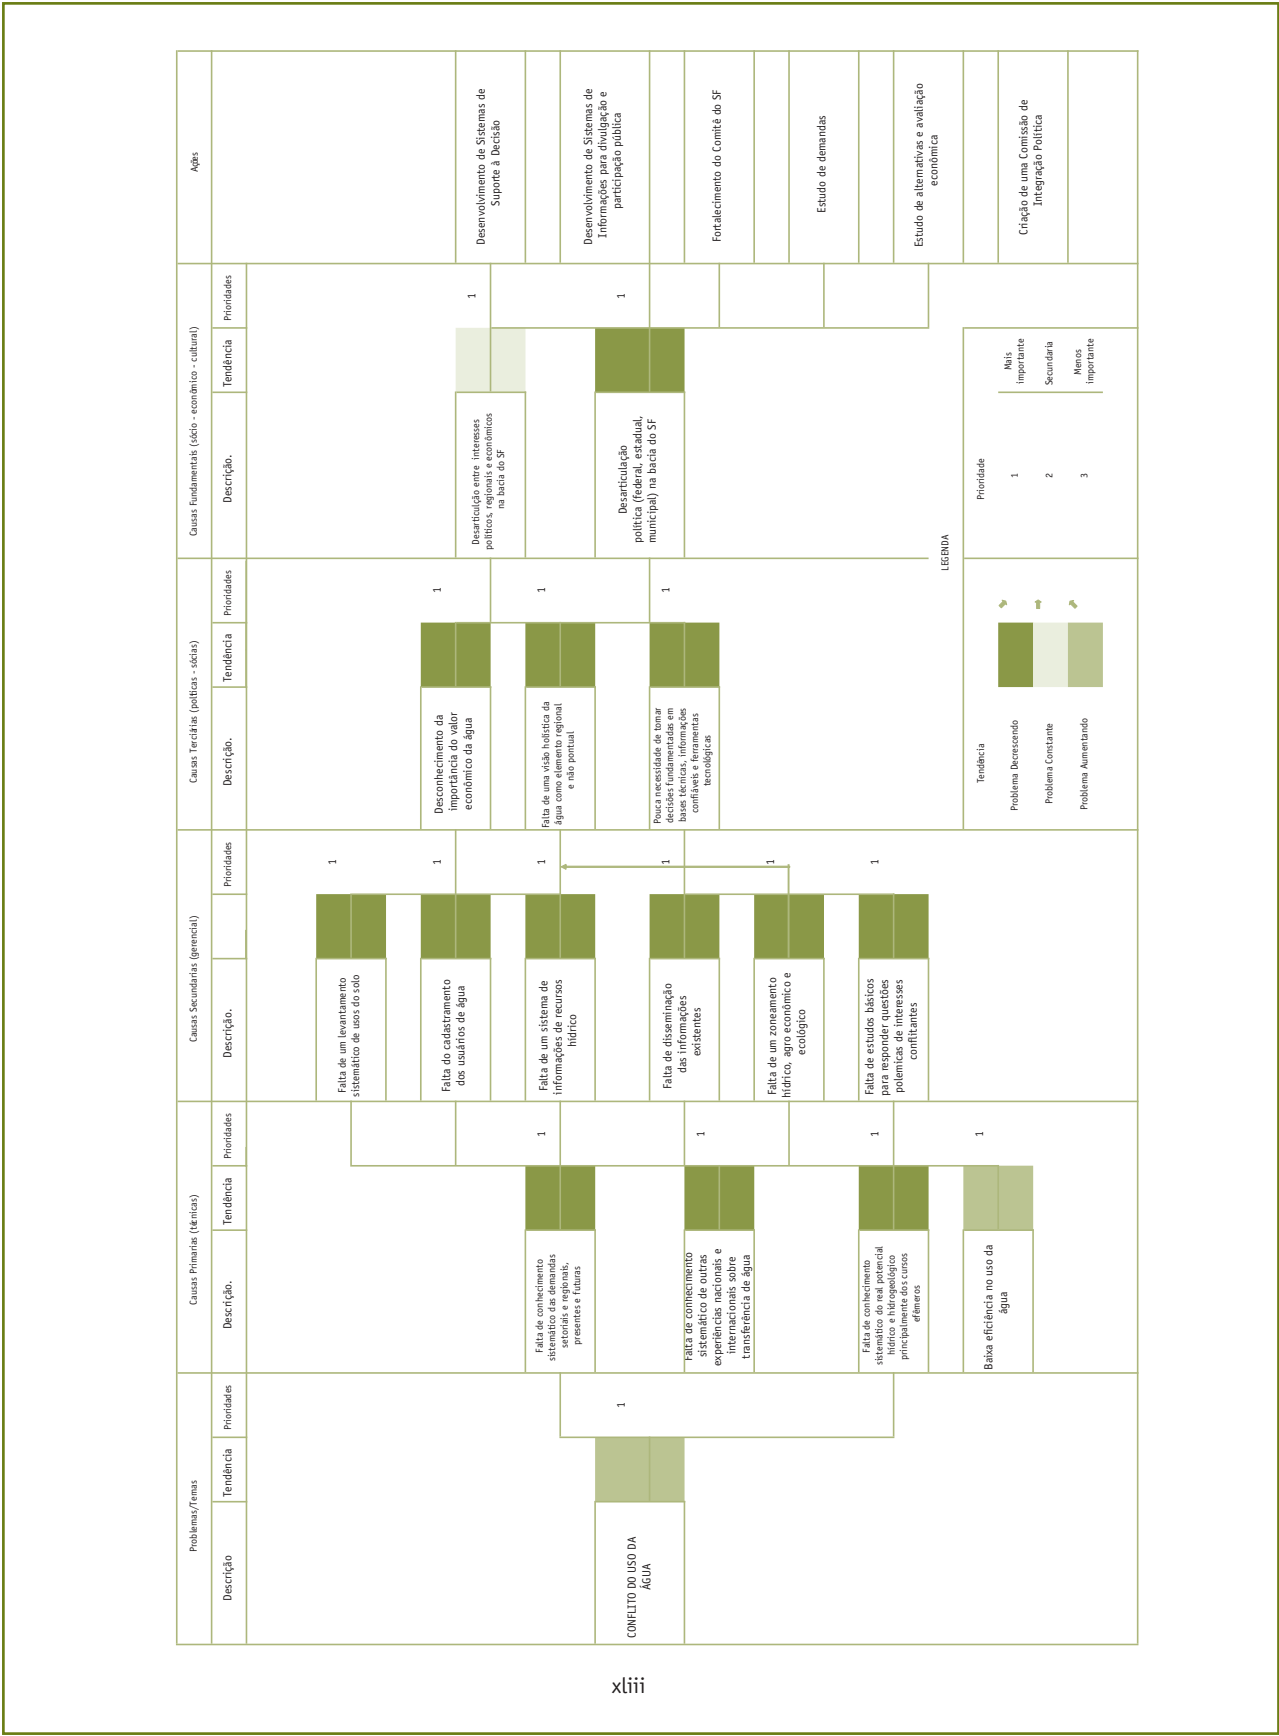 Problemas/Temas
Causas Primarias (técnicas)
Causas Secundarias (gerencial)
Causas Terciárias (polticas - sócias)
Causas Fundamentais (sócio - econômico - cultural)
Ações
Descrição
Tendência
Prioridades
Descrição.
Tendência
Prioridades
Descrição.
Prioridades
Descrição.
Tendência
Prioridades
Descrição.
Tendência
Prioridades
CONFLITO DO USO DA
ÁGUA
1
Falta de conhecimento
sistemático das demandas
setoriais e regionais,
presentes e futuras
1
Falta de conhecimento
sistemático de outras
experiências nacionais e
internacionais sobre
transferência de água
1
Falta de conhecimento
sistemático do real potencial
hídrico e hidrogeológico
principalmente dos cursos
efêmeros
1
Baixa eficiência no uso da
água
1
Falta de um levantamento
sistemático de usos do solo
1
Falta do cadastramento
dos usuários de água
1
Falta de um sistema de
informações de recursos
hídrico
1
Falta de disseminação
das informações
existentes
1
Falta de um zoneamento
hídrico, agro econômico e
ecológico
1
Falta de estudos básicos
para responder questões
polemicas de interesses
conflitantes
1
Desconhecimento da
importância do valor
econômico da água
1
Falta de uma visão holística da
água como elemento regional
e não pontual
1
Pouca necessidade de tomar
decisões fundamentadas em
bases técnicas, informações
confiáveis e ferramentas
tecnológicas
1
Desarticulção entre interesses
políticos, regionais e econômicos
na bacia do SF
1
Desarticulação
política (federal, estadual,
municipal) na bacia do SF
1
Desenvolvimento de Sistemas de
Suporte à Decisão
Desenvolvimento de Sistemas de
Informações para divulgação e
participação pública
Fortalecimento do Comitê do SF
Estudo de demandas
Estudo de alternativas e avaliação
econômica
Criação de uma Comissão de
Integração Política
LEGENDA
Tendência
Problema Decrescendo
Problema Constante
Problema Aumentando
Prioridade
1
Mais
importante
2
Secundaria
3
Menos
importante
xliii